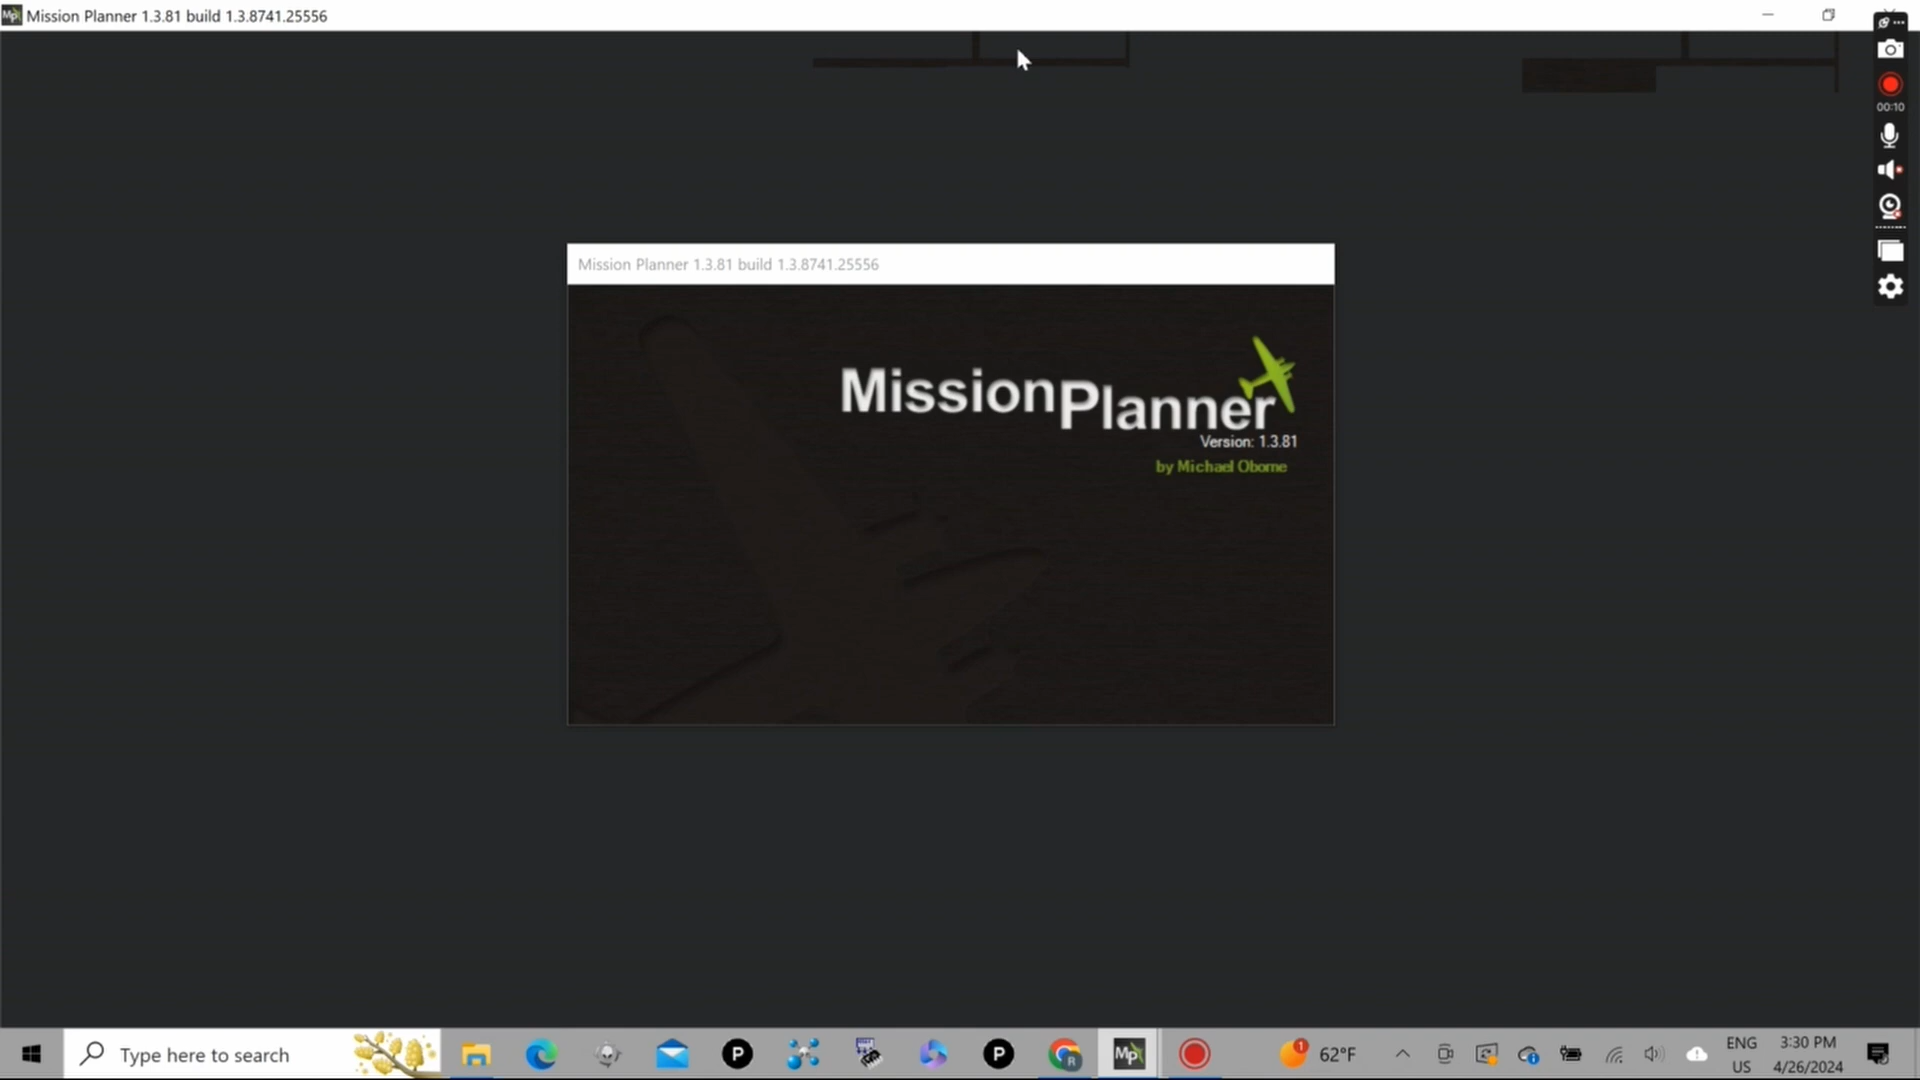 Mission Planner 1.3.81 build 1.3.8741.25556
00:10
Mission Planner 1.3.81 build 1.3.8741.25556
MissionPlanner
Version: 1.3.81
by Michael Oborne
Type here to search
P
P
R
Mp
1
62°F
ENG
US
3:30 PM
4/26/2024